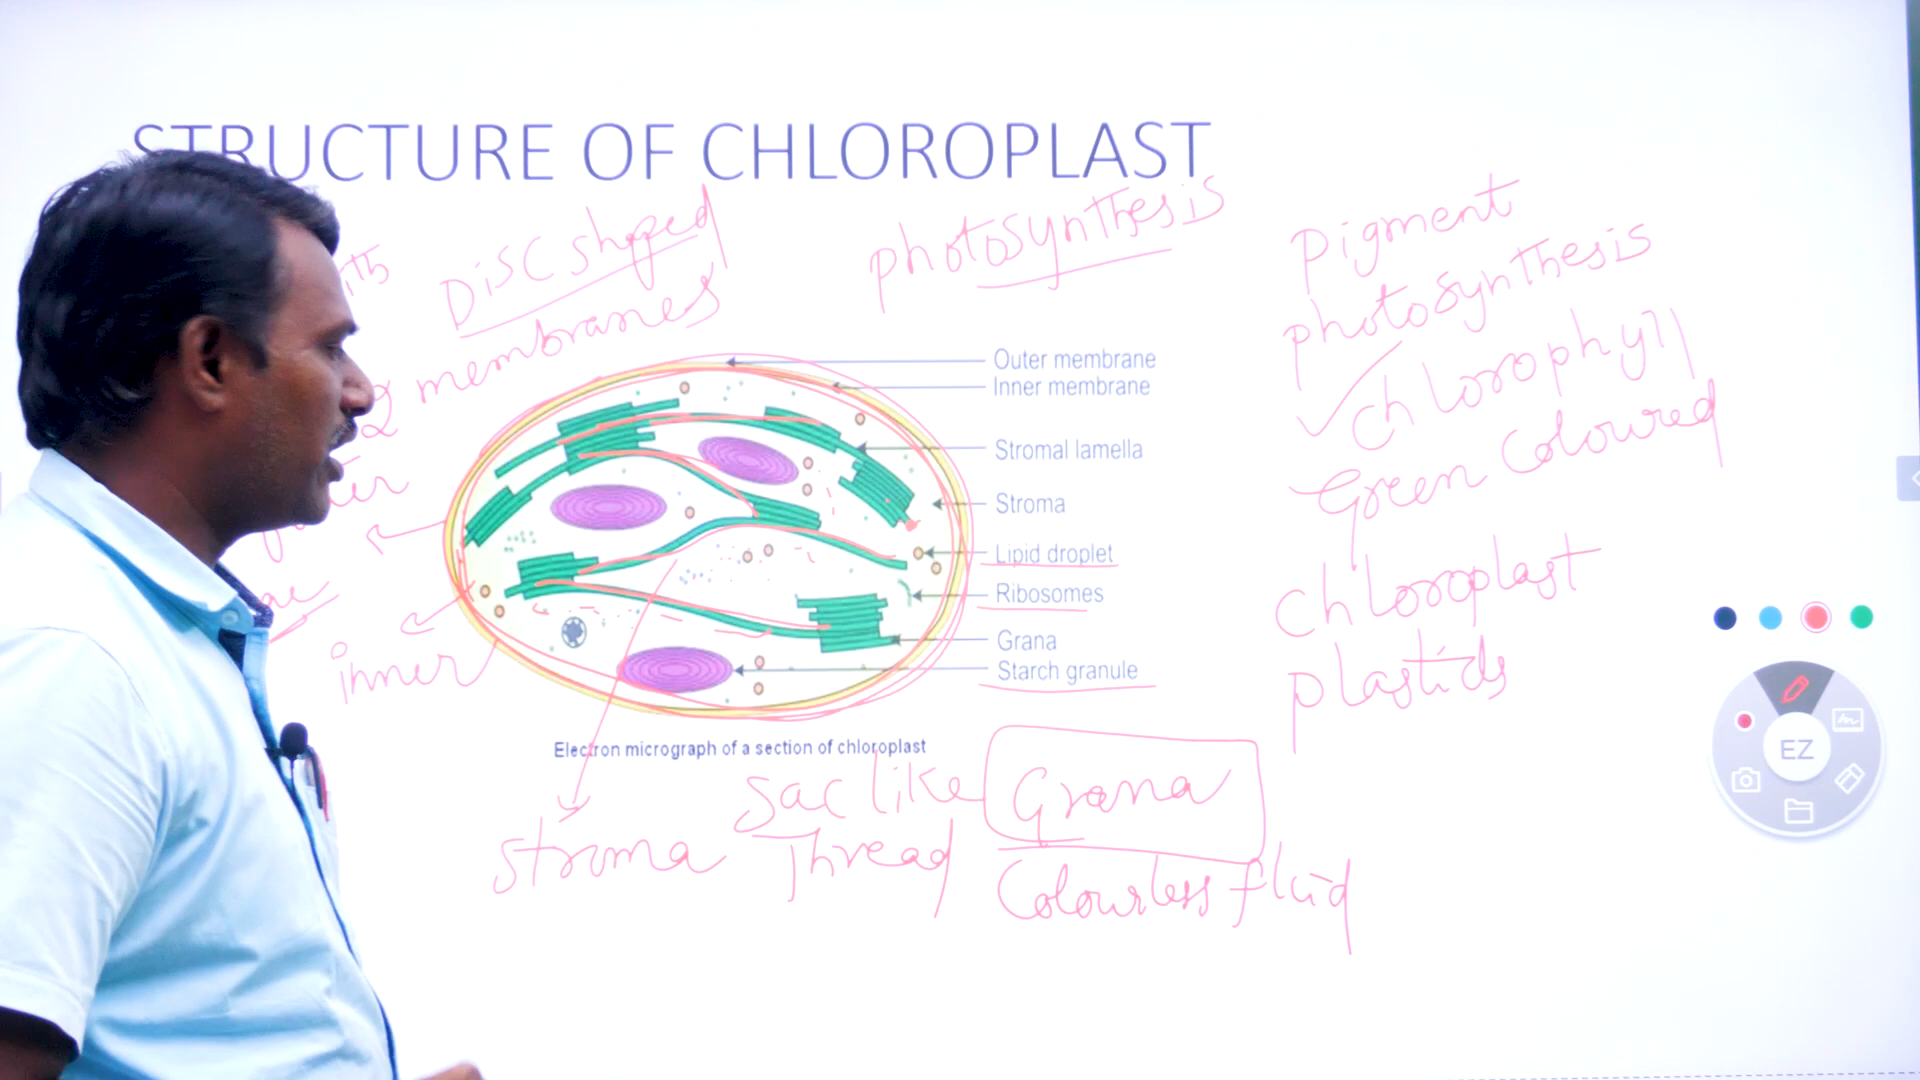 STRUCTURE OF CHLOROPLAST
Disc shaped
photosynthesis
Pigment
2 membranes
photosynthesis
chlorophyll
Green coloured
Outer membrane
Inner membrane
Stromal lamella
Stroma
Lipid droplet
Ribosomes
Grana
Starch granule
inner
chloroplast
plastids
Electron micrograph of a section of chloroplast
Sac like Grana
Stroma Thread
Colourless fluid
EZ